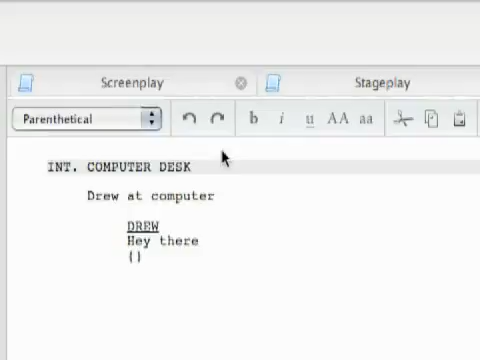 Screenplay Stageplay
Parenthetical b i u AA aa
INT. COMPUTER DESK
Drew at computer
DREW
Hey there
()